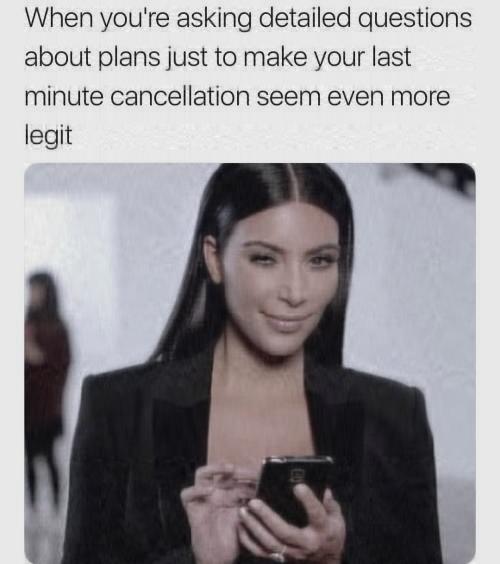 When you're asking detailed questions
about plans just to make your last
minute cancellation seem even more
legit